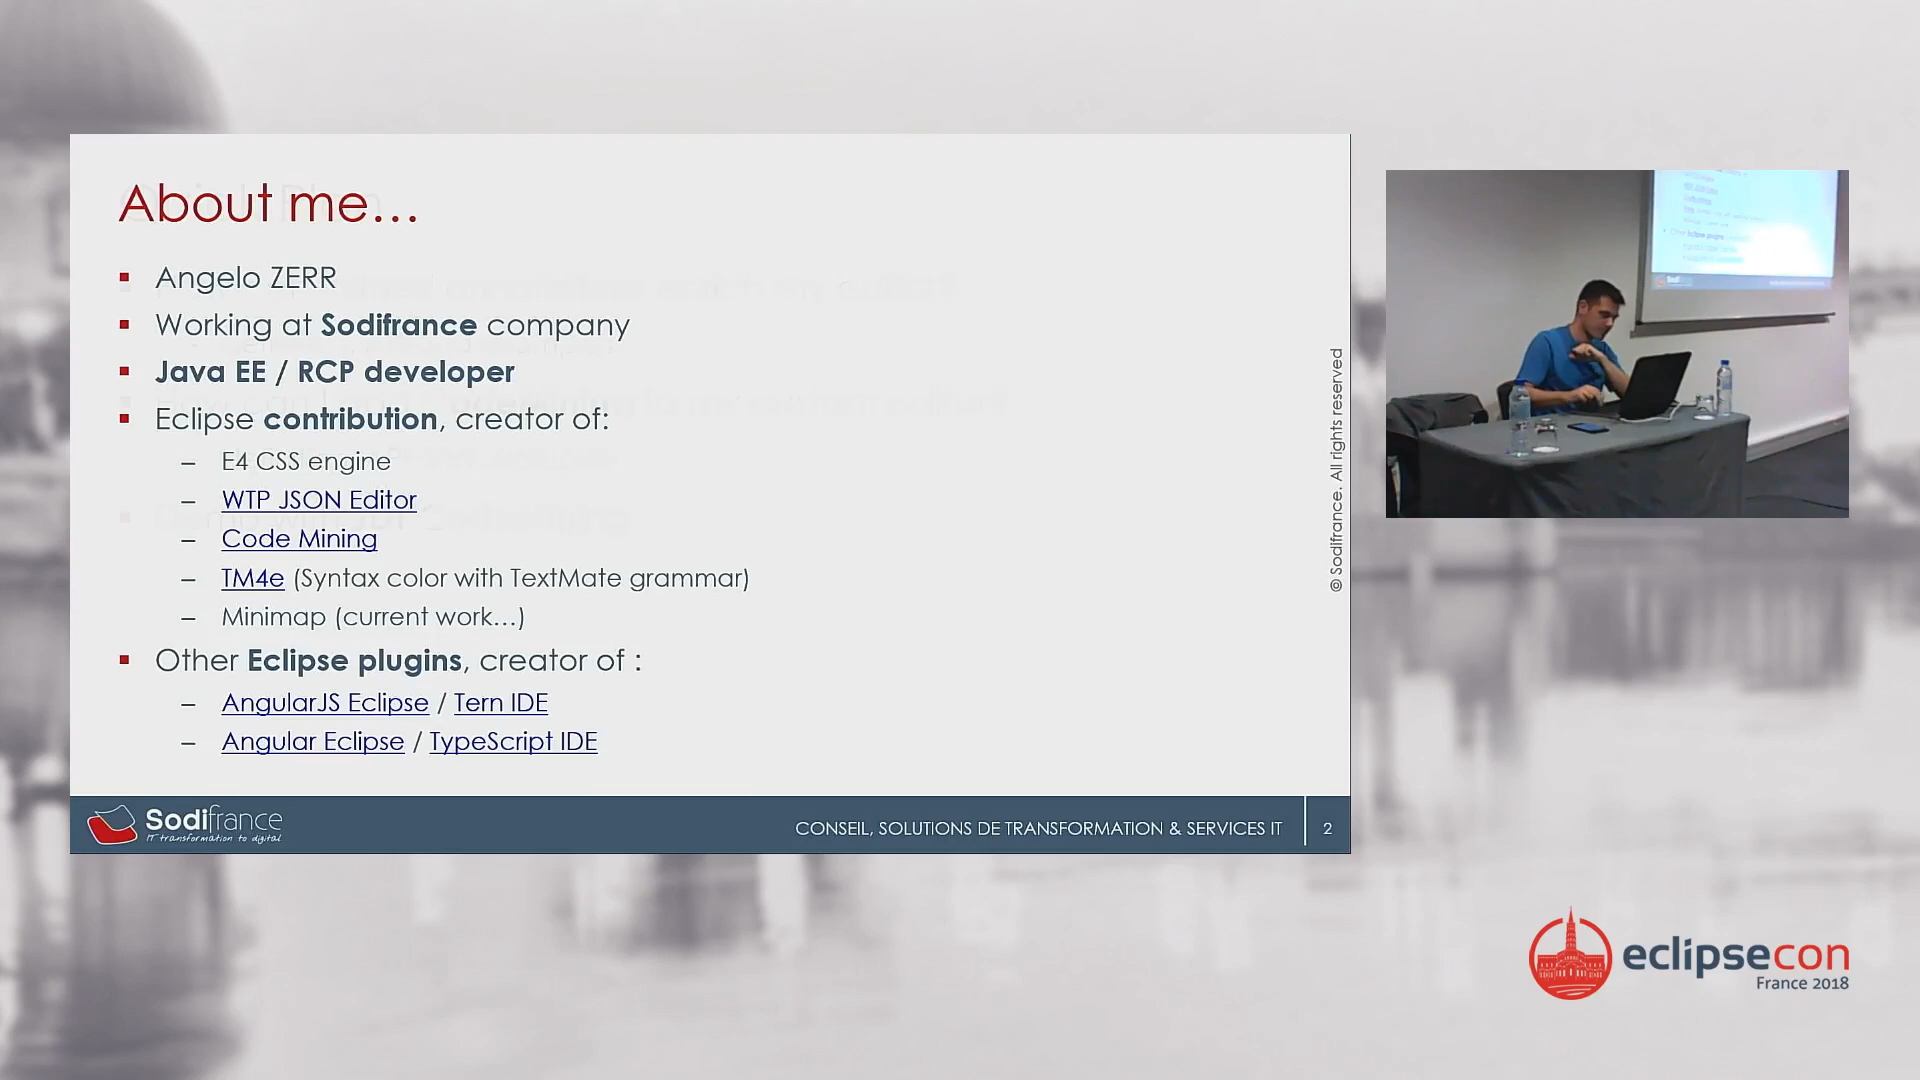 About me...
▪ Angelo ZERR
▪ Working at Sodifrance company
▪ Java EE / RCP developer
▪ Eclipse contribution, creator of:
– E4 CSS engine
– WTP JSON Editor
– Code Mining
– TM4e (Syntax color with TextMate grammar)
– Minimap (current work...)
▪ Other Eclipse plugins, creator of :
– AngularJS Eclipse / Tern IDE
– Angular Eclipse / TypeScript IDE
© Sodifrance. All rights reserved
Sodifrance
IT transformation to digital
CONSEIL, SOLUTIONS DE TRANSFORMATION & SERVICES IT
2
eclipsecon
France 2018